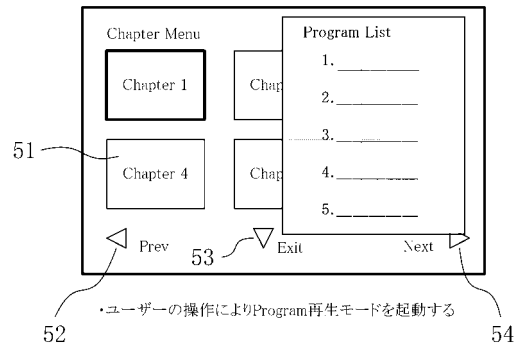 Chapter Menu
Program List
Chapter 1
Chap
1.
2.
3.
4.
5.
51
Chapter 4
Chap
Prev
53
Exit
Next
・ユーザーの操作によりProgram再生モードを起動する
52
54